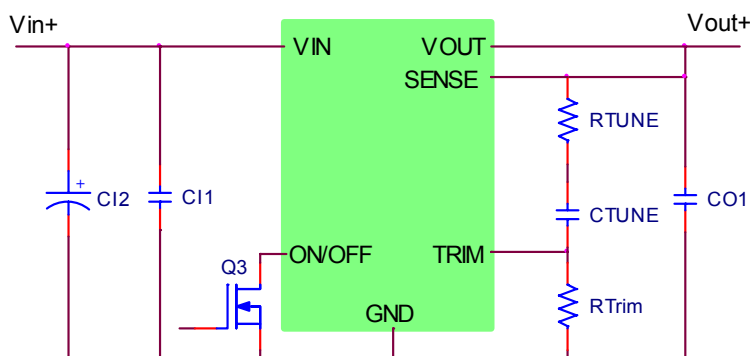 Vin+
Vout+
VIN
VOUT
SENSE
RTUNE
+
CI2
CI1
CTUNE
CO1
ON/OFF
TRIM
Q3
RTrim
GND